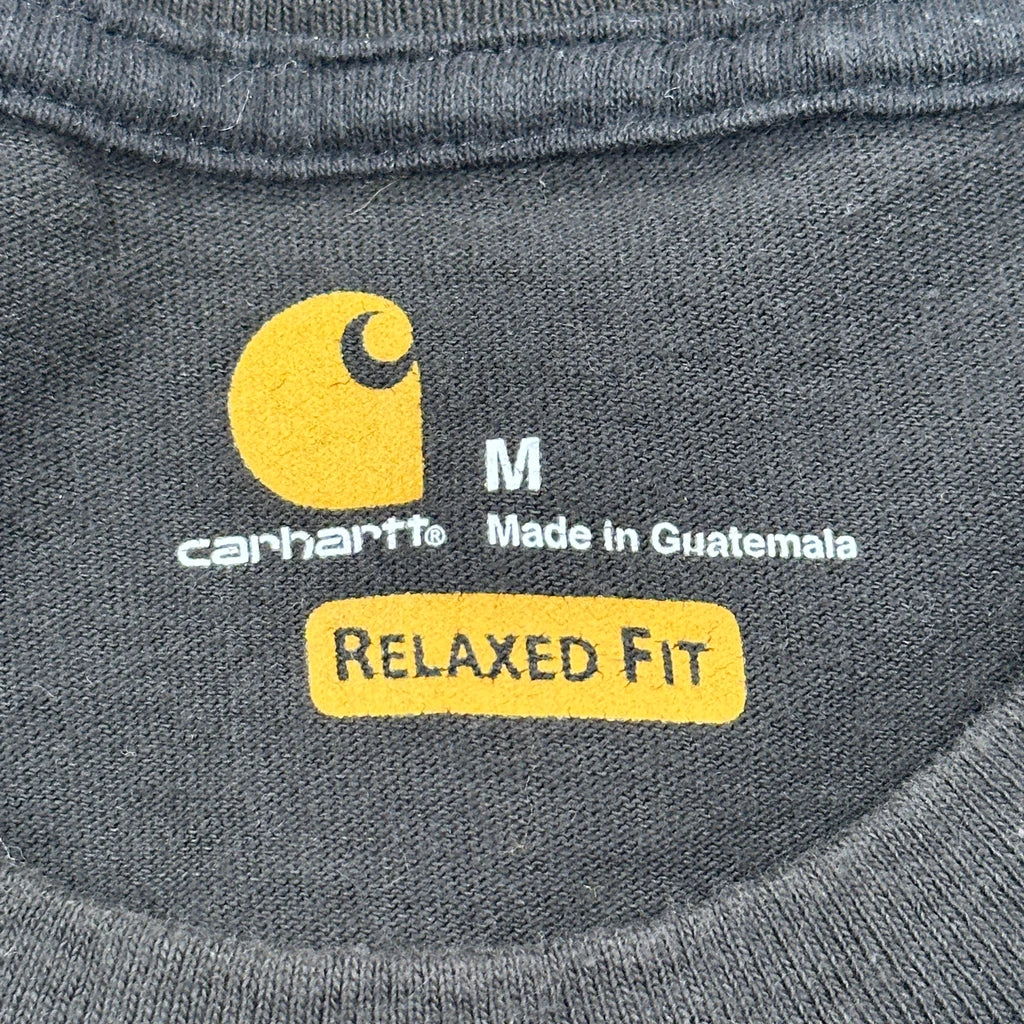 M
carhartt®
Made in Guatemala
RELAXED FIT